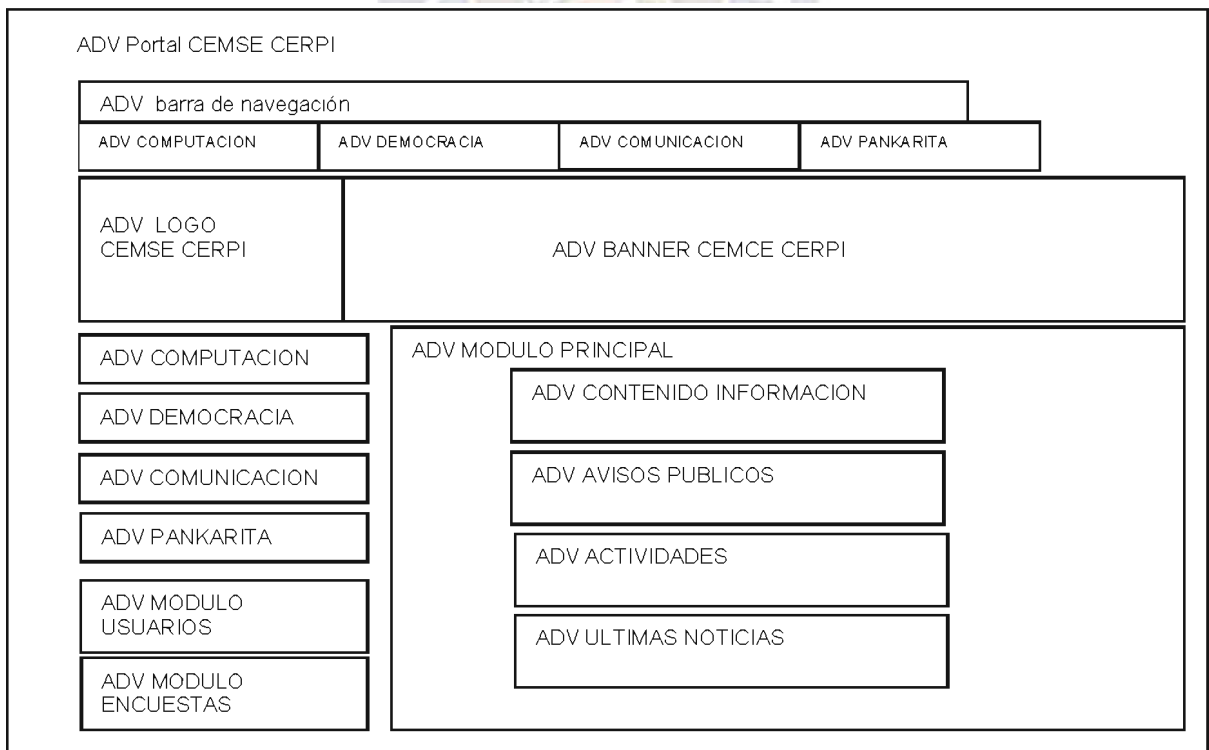 ADV Portal CEMSE CERPI
ADV barra de navegación
ADV COMPUTACION
ADV DEMOCRACIA
ADV COMUNICACION
ADV PANKARITA
ADV LOGO
CEMSE CERPI
ADV BANNER CEMCE CERPI
ADV COMPUTACION
ADV DEMOCRACIA
ADV COMUNICACION
ADV PANKARITA
ADV MODULO
USUARIOS
ADV MODULO
ENCUESTAS
ADV MODULO PRINCIPAL
ADV CONTENIDO INFORMACION
ADV AVISOS PUBLICOS
ADV ACTIVIDADES
ADV ULTIMAS NOTICIAS